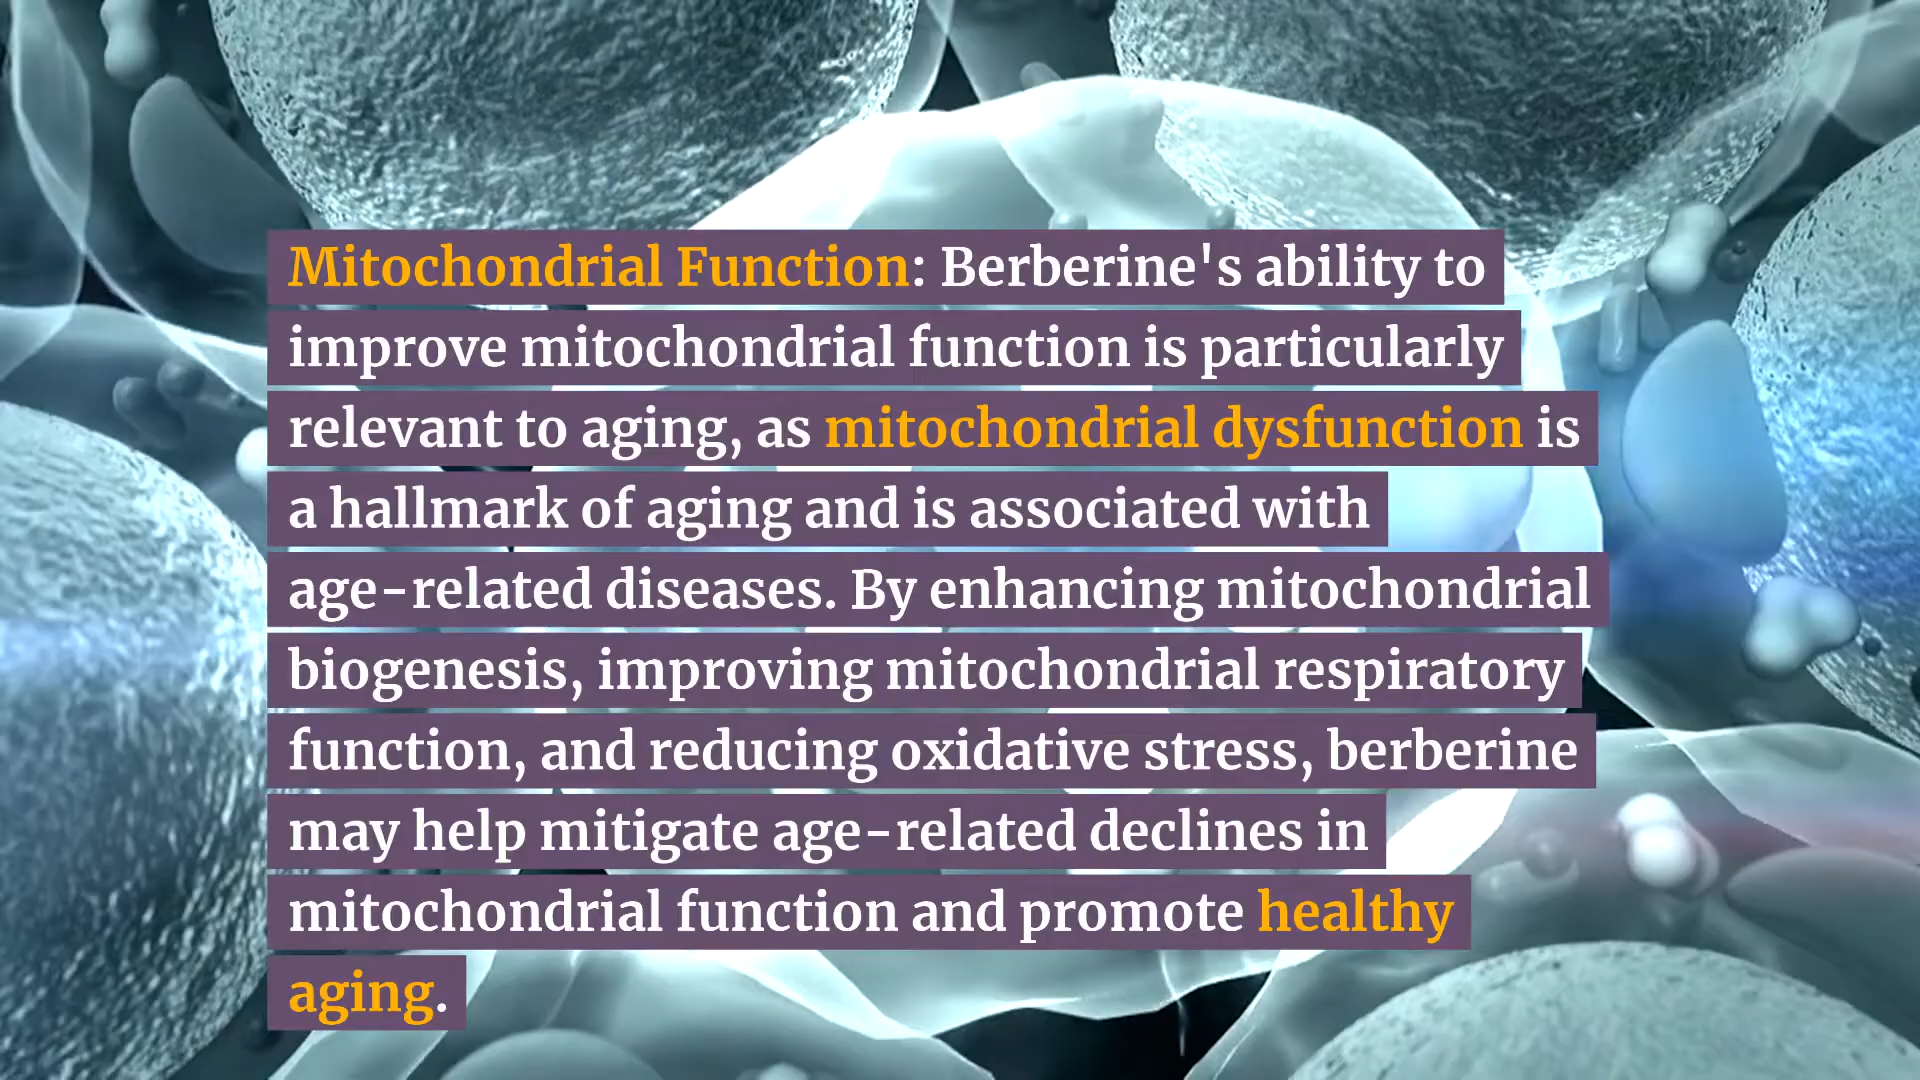 Mitochondrial Function: Berberine's ability to
improve mitochondrial function is particularly
relevant to aging, as mitochondrial dysfunction is
a hallmark of aging and is associated with
age-related diseases. By enhancing mitochondrial
biogenesis, improving mitochondrial respiratory
function, and reducing oxidative stress, berberine
may help mitigate age-related declines in
mitochondrial function and promote healthy
aging.